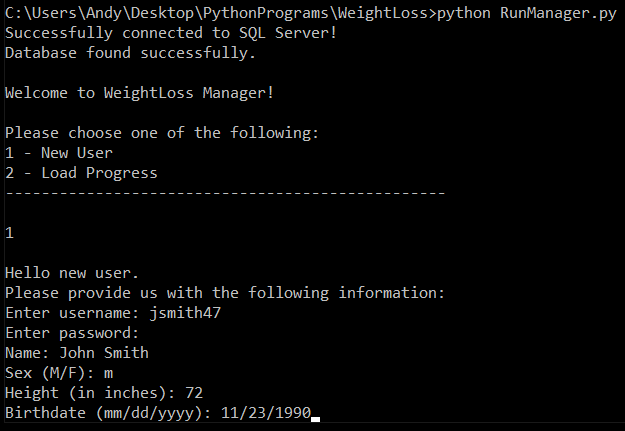 C:\Users\Andy\Desktop\PythonPrograms\WeightLoss>python RunManager.py
Successfully connected to SQL Server!
Database found successfully.
Welcome to WeightLoss Manager!
Please choose one of the following:
1 - New User
2 - Load Progress
-------------------------------------------------
1
Hello new user.
Please provide us with the following information:
Enter username: jsmith47
Enter password:
Name: John Smith
Sex (M/F): m
Height (in inches): 72
Birthdate (mm/dd/yyyy): 11/23/1990